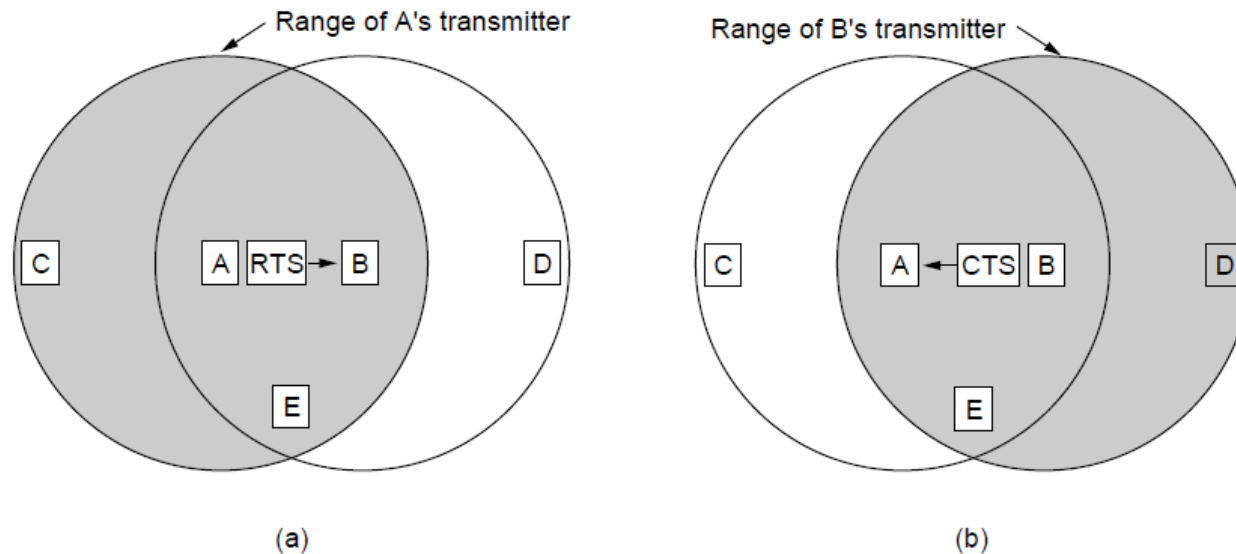 Range of A's transmitter
C
A
RTS
B
D
E
(a)
Range of B's transmitter
C
A
CTS
B
D
E
(b)